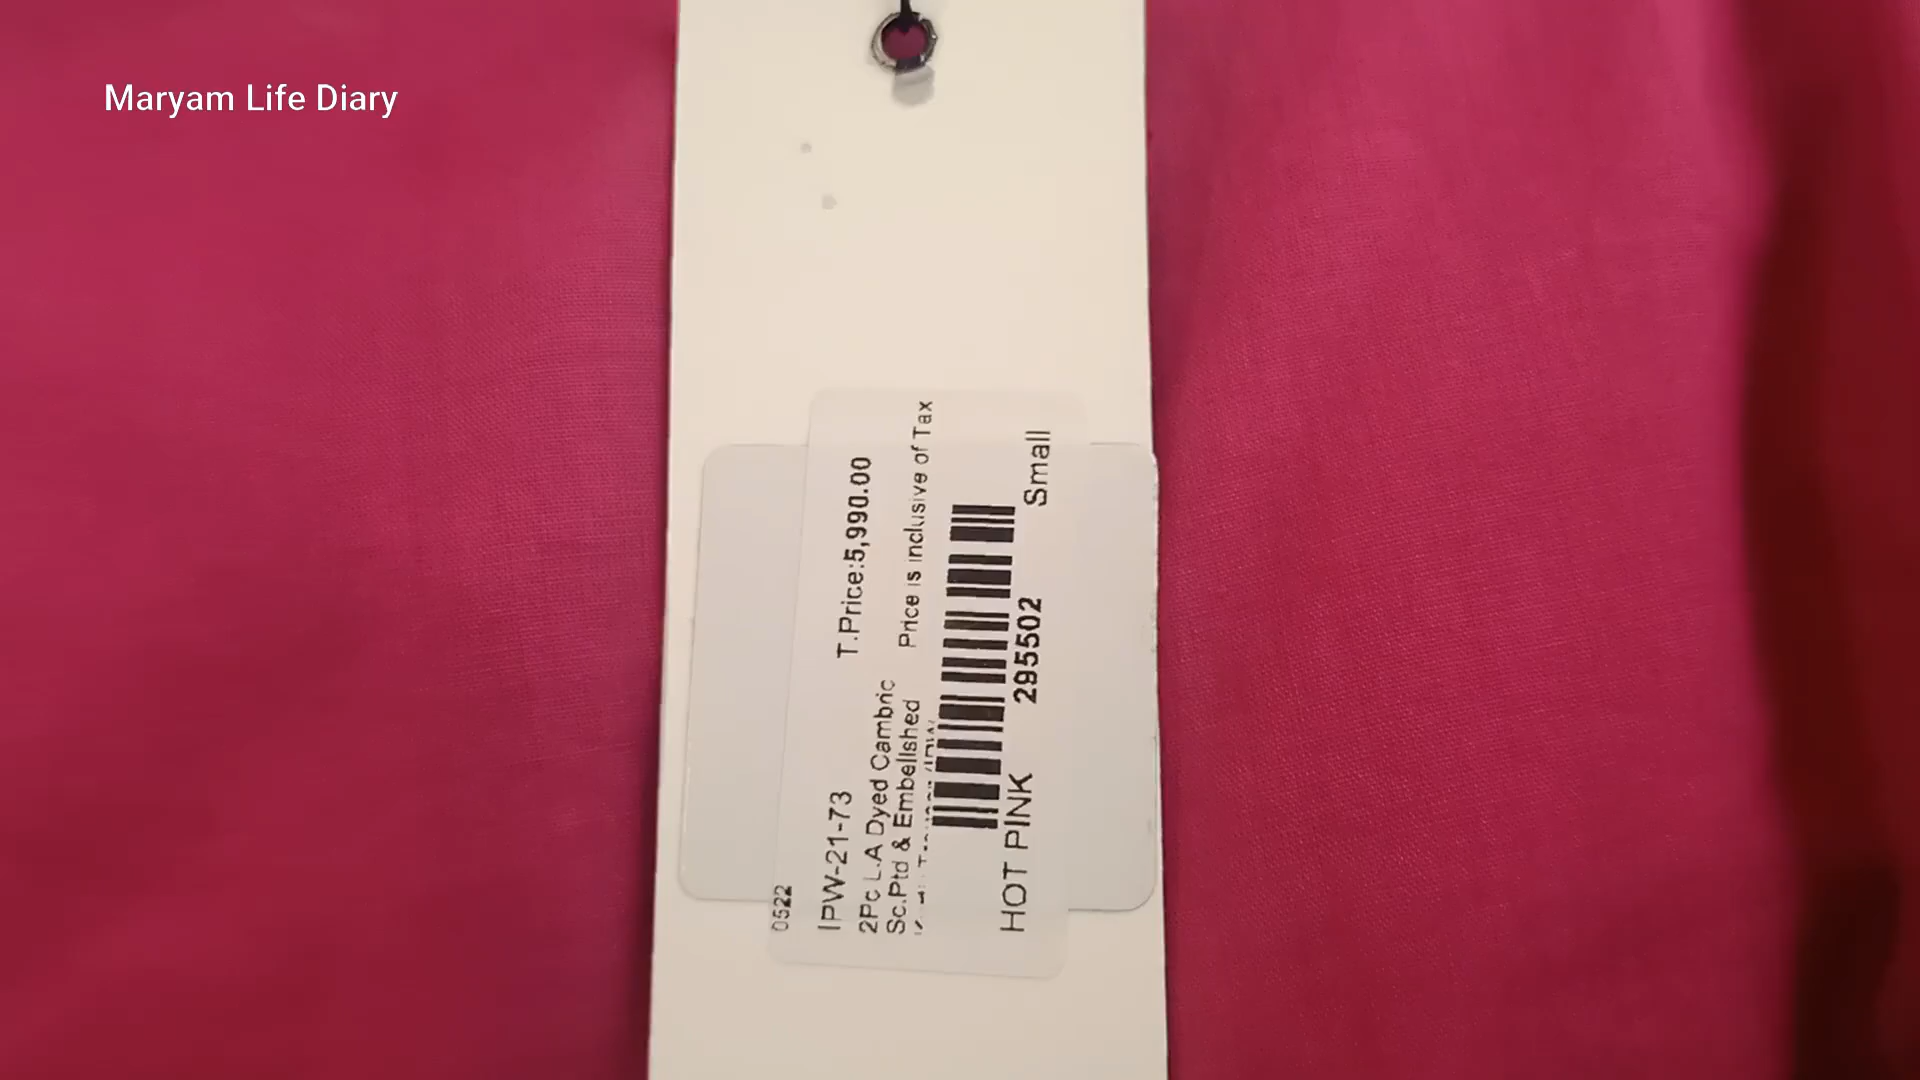 Maryam Life Diary
0522
IPW-21-73 T.Price:5,990.00
2Pc L.A Dyed Cambric
Sc.Ptd & Embellshed Price is inclusive of Tax
HOT PINK 295502 Small